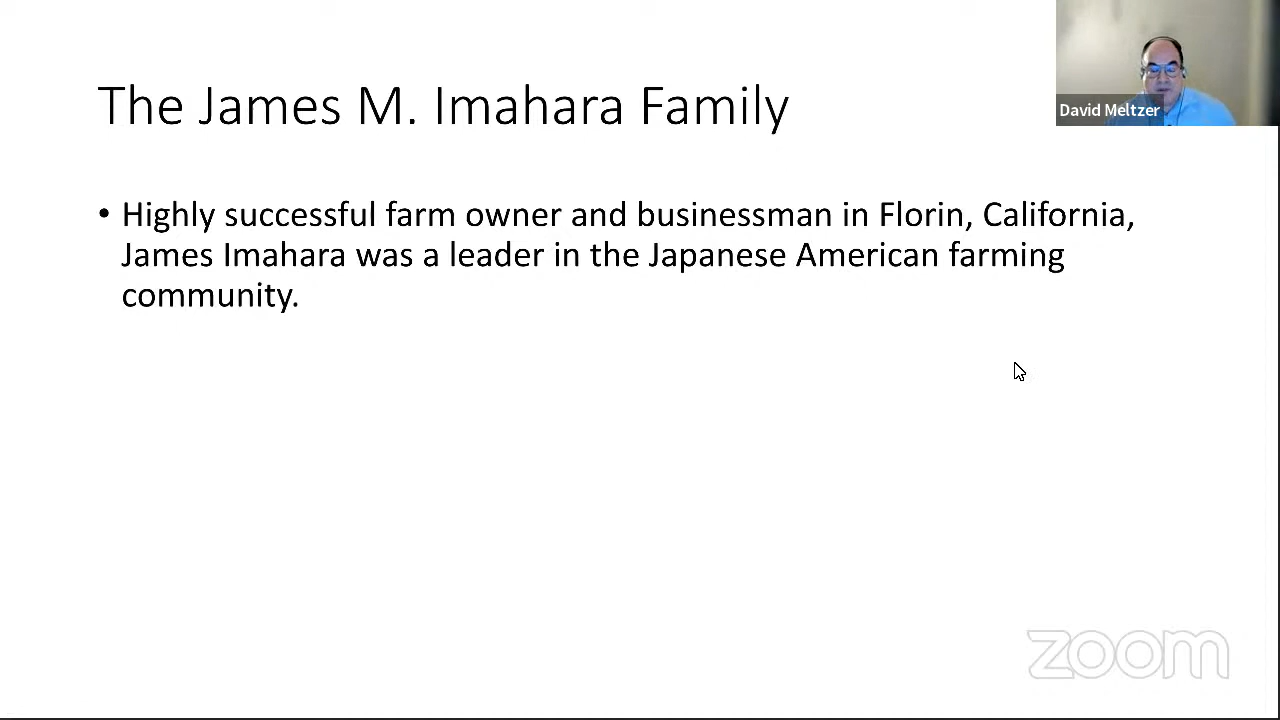 The James M. Imahara Family
David Meltzer
• Highly successful farm owner and businessman in Florin, California,
James Imahara was a leader in the Japanese American farming
community.
zoom